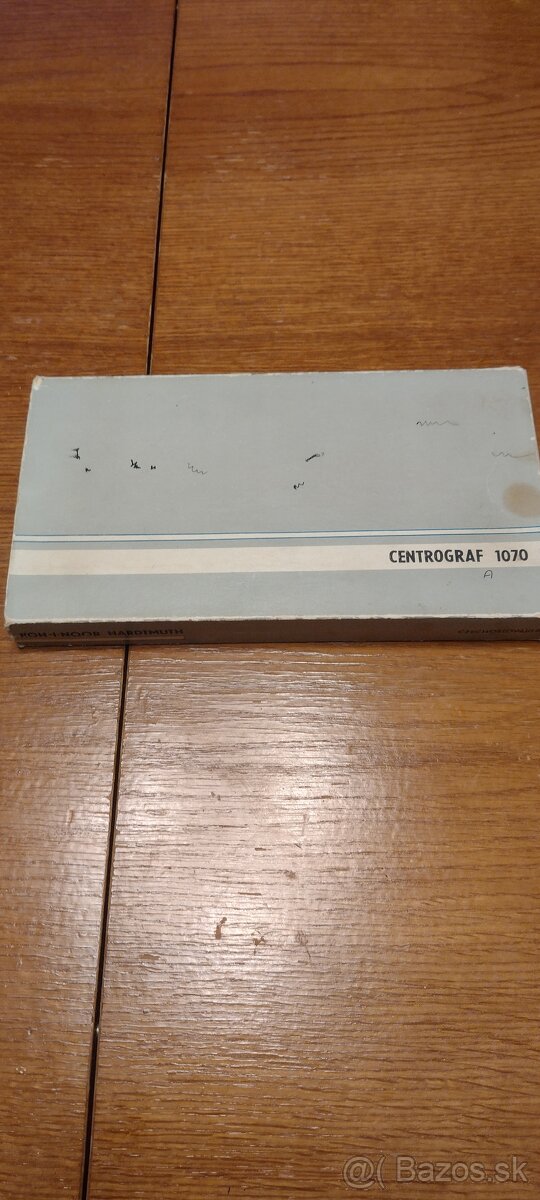 CENTROGRAF 1070
A
KOH-I-NOOR HARDTMUTH
@( Bazos.sk